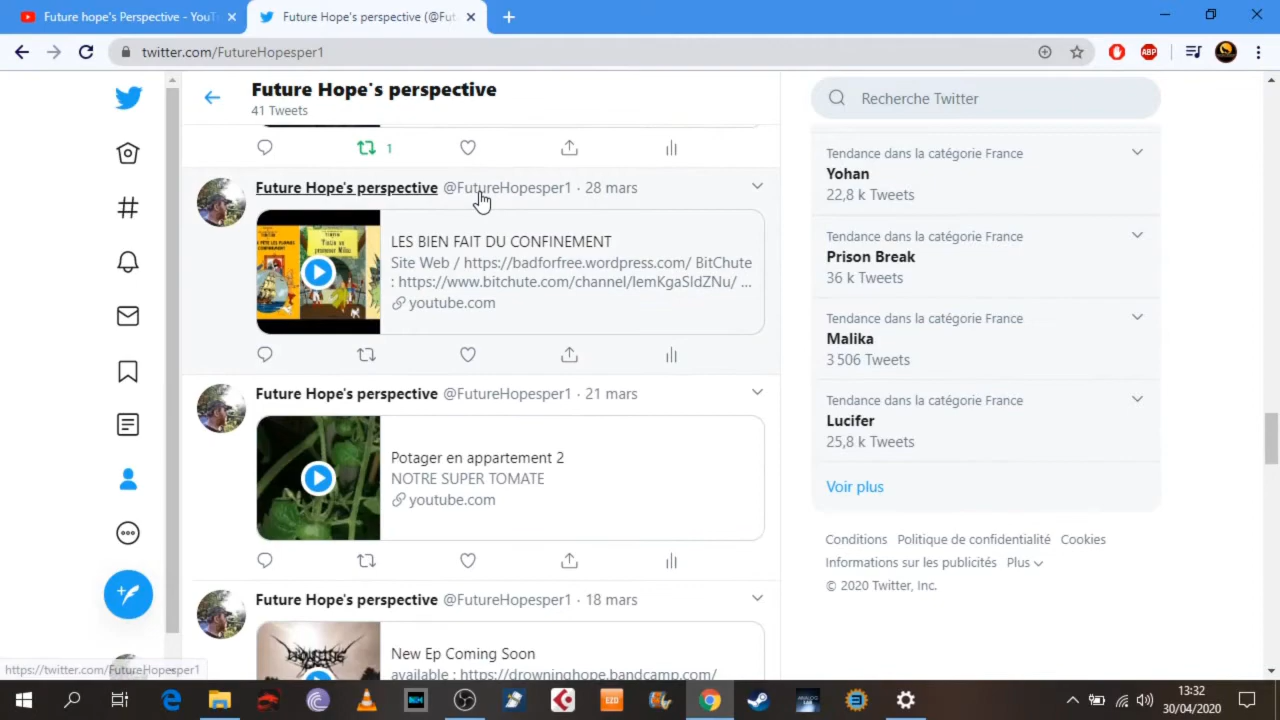 Future hope's Perspective - YouT
Future Hope's perspective (@Fut
twitter.com/FutureHopesper1
ABP
Future Hope's perspective
41 Tweets
Recherche Twitter
1
Future Hope's perspective @FutureHopesper1 · 28 mars
LES BIEN FAIT DU CONFINEMENT
Site Web / https://badforfree.wordpress.com/ BitChute
: https://www.bitchute.com/channel/lemKgaSIdZNu/ ...
youtube.com
Future Hope's perspective @FutureHopesper1 · 21 mars
Potager en appartement 2
NOTRE SUPER TOMATE
youtube.com
Future Hope's perspective @FutureHopesper1 · 18 mars
New Ep Coming Soon
available : https://drowninghope.bandcamp.com/
Tendance dans la catégorie France
Yohan
22,8 k Tweets
Tendance dans la catégorie France
Prison Break
36 k Tweets
Tendance dans la catégorie France
Malika
3 506 Tweets
Tendance dans la catégorie France
Lucifer
25,8 k Tweets
Voir plus
Conditions Politique de confidentialité Cookies
Informations sur les publicités Plus
© 2020 Twitter, Inc.
https://twitter.com/FutureHopesper1
EZD
13:32
30/04/2020